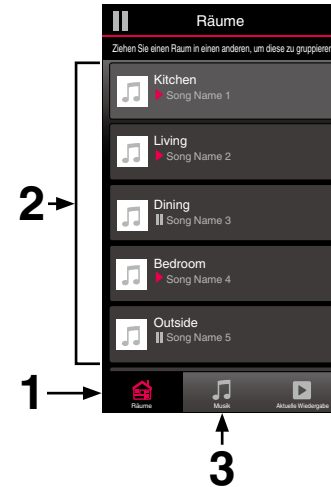 Räume
Ziehen Sie einen Raum in einen anderen, um diese zu gruppieren
Kitchen
Song Name 1
Living
Song Name 2
2
Dining
Song Name 3
Bedroom
Song Name 4
Outside
Song Name 5
1
Räume
Musik
Aktuelle Wiedergabe
3